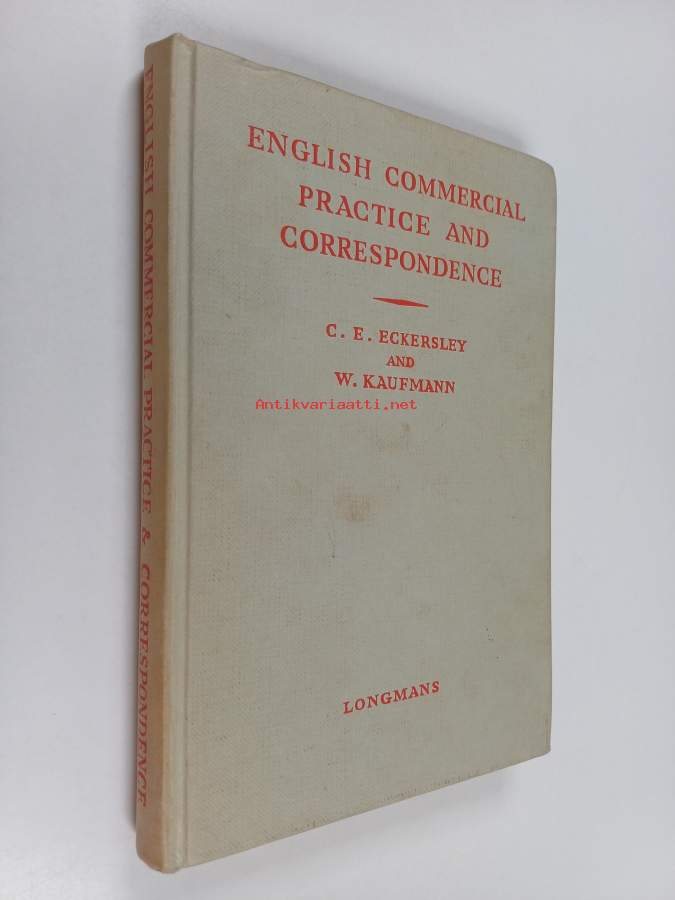 ENGLISH COMMERCIAL PRACTICE & CORRESPONDENCE
ENGLISH COMMERCIAL
PRACTICE AND
CORRESPONDENCE
C. E. ECKERSLEY
AND
W. KAUFMANN
Antikvariaatti.net
LONGMANS